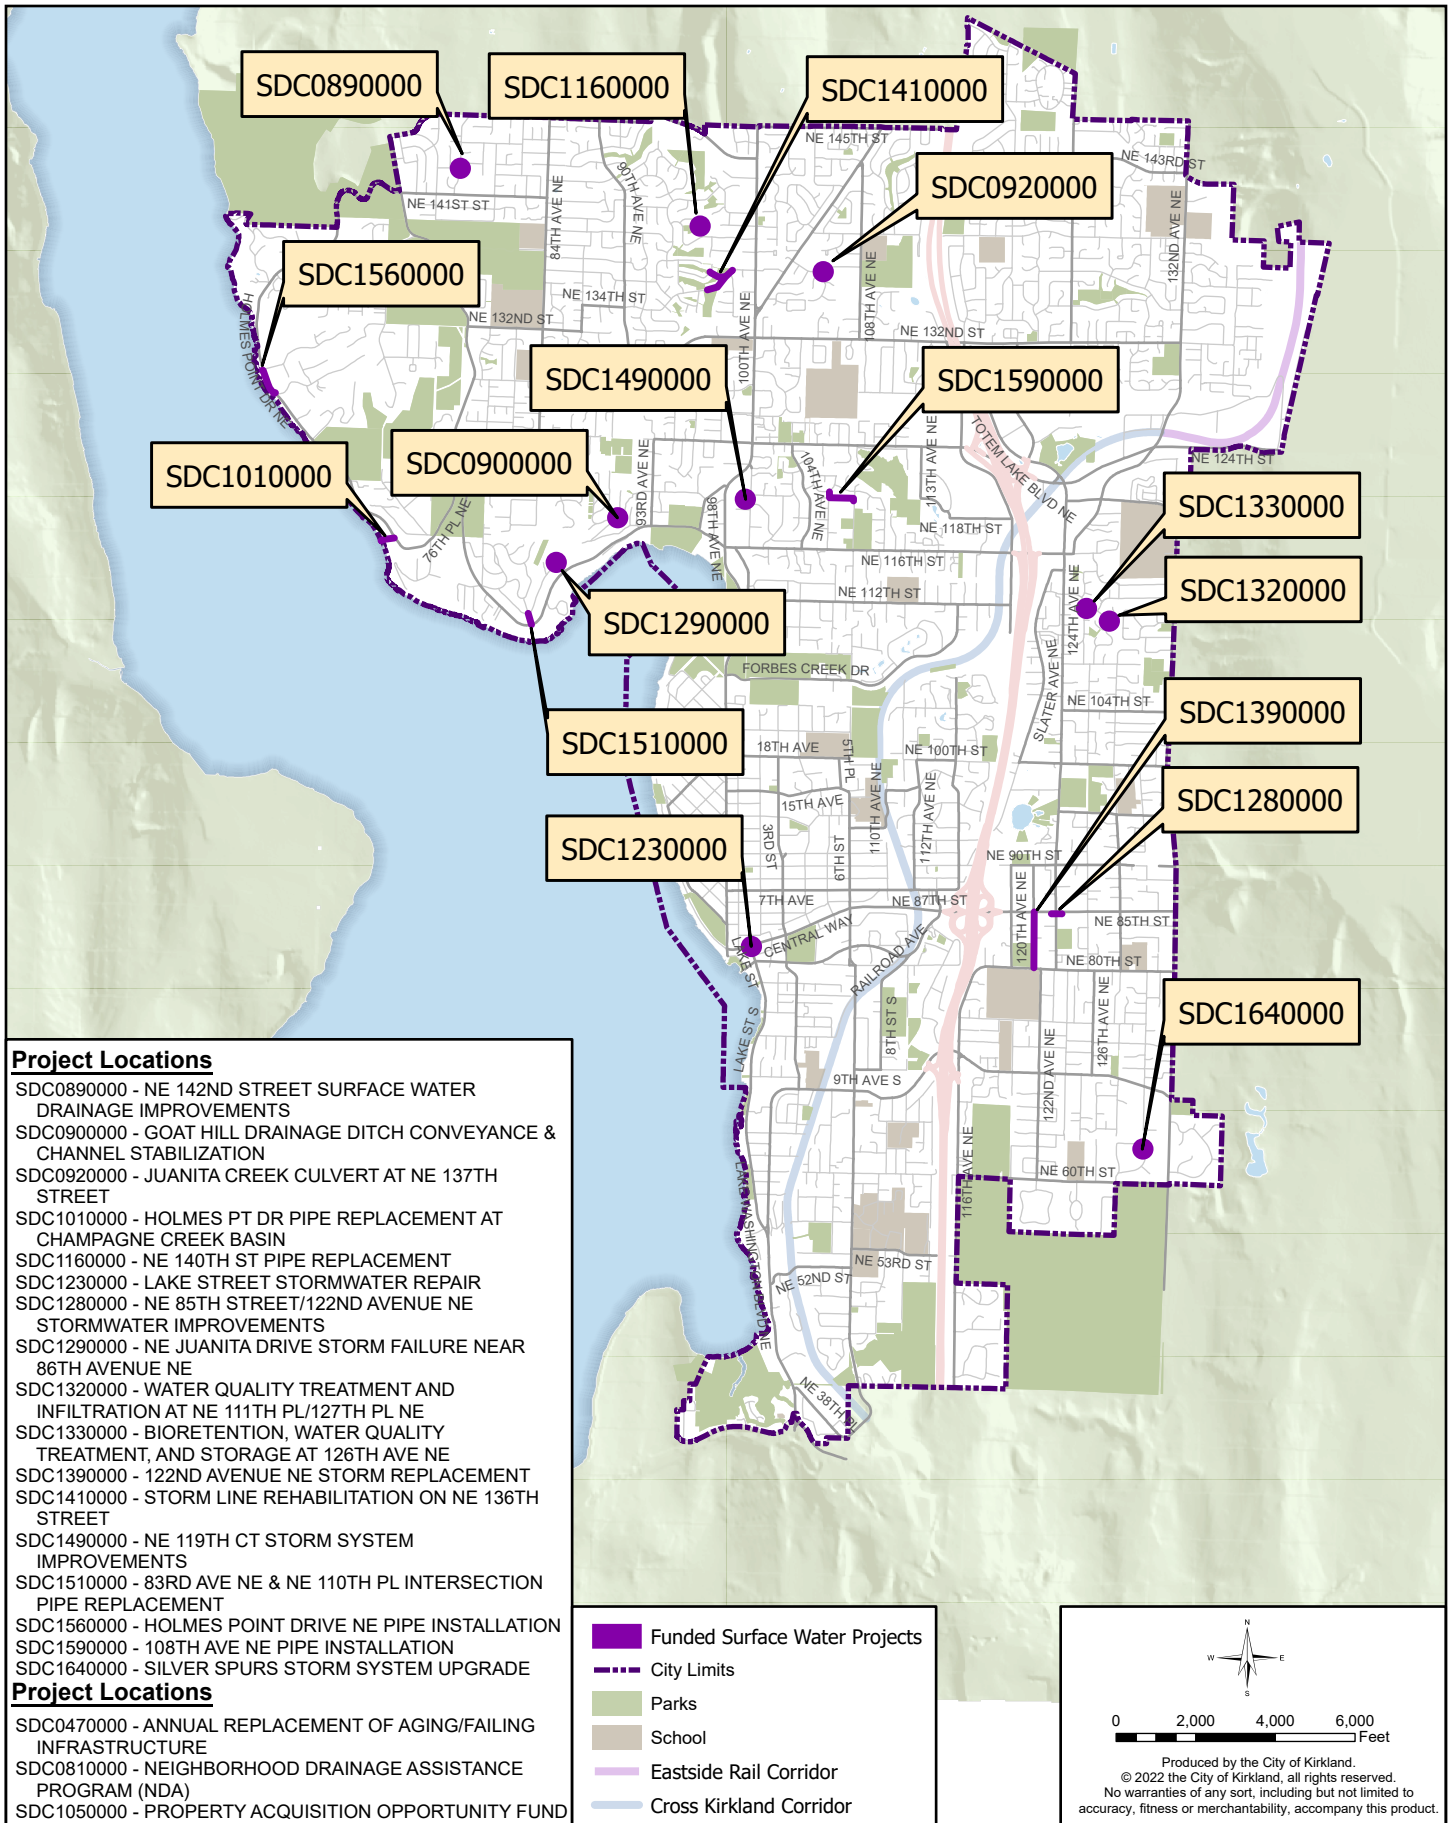 SDC0890000
SDC1160000
SDC1410000
SDC0920000
SDC1560000
SDC1490000
SDC1590000
SDC1010000
SDC0900000
SDC1330000
SDC1320000
SDC1290000
SDC1510000
SDC1390000
SDC1280000
SDC1230000
SDC1640000
NE 145TH ST
NE 143RD ST
NE 141ST ST
84TH AVE NE
90TH AVE NE
132ND AVE NE
108TH AVE NE
NE 134TH ST
NE 132ND ST
NE 132ND ST
100TH AVE NE
HOLMES POINT DR NE
TOTEM LAKE BLVD NE
113TH AVE NE
104TH AVE NE
93RD AVE NE
98TH AVE NE
76TH PL NE
NE 124TH ST
NE 118TH ST
NE 116TH ST
NE 112TH ST
124TH AVE NE
SLATER AVE NE
FORBES CREEK DR
NE 104TH ST
18TH AVE
5TH PL
NE 100TH ST
15TH AVE
110TH AVE NE
112TH AVE NE
3RD ST
6TH ST
NE 90TH ST
7TH AVE
NE 87TH ST
120TH AVE NE
NE 85TH ST
CENTRAL WAY
LAKE ST
RAILROAD AVE
NE 80TH ST
LAKE ST S
8TH ST S
126TH AVE NE
122ND AVE NE
9TH AVE S
116TH AVE NE
NE 60TH ST
LAKE WASHINGTON BLVD NE
NE 53RD ST
NE 52ND ST
NE 38TH PL
Project Locations
SDC0890000 - NE 142ND STREET SURFACE WATER
DRAINAGE IMPROVEMENTS
SDC0900000 - GOAT HILL DRAINAGE DITCH CONVEYANCE &
CHANNEL STABILIZATION
SDC0920000 - JUANITA CREEK CULVERT AT NE 137TH
STREET
SDC1010000 - HOLMES PT DR PIPE REPLACEMENT AT
CHAMPAGNE CREEK BASIN
SDC1160000 - NE 140TH ST PIPE REPLACEMENT
SDC1230000 - LAKE STREET STORMWATER REPAIR
SDC1280000 - NE 85TH STREET/122ND AVENUE NE
STORMWATER IMPROVEMENTS
SDC1290000 - NE JUANITA DRIVE STORM FAILURE NEAR
86TH AVENUE NE
SDC1320000 - WATER QUALITY TREATMENT AND
INFILTRATION AT NE 111TH PL/127TH PL NE
SDC1330000 - BIORETENTION, WATER QUALITY
TREATMENT, AND STORAGE AT 126TH AVE NE
SDC1390000 - 122ND AVENUE NE STORM REPLACEMENT
SDC1410000 - STORM LINE REHABILITATION ON NE 136TH
STREET
SDC1490000 - NE 119TH CT STORM SYSTEM
IMPROVEMENTS
SDC1510000 - 83RD AVE NE & NE 110TH PL INTERSECTION
PIPE REPLACEMENT
SDC1560000 - HOLMES POINT DRIVE NE PIPE INSTALLATION
SDC1590000 - 108TH AVE NE PIPE INSTALLATION
SDC1640000 - SILVER SPURS STORM SYSTEM UPGRADE
Project Locations
SDC0470000 - ANNUAL REPLACEMENT OF AGING/FAILING
INFRASTRUCTURE
SDC0810000 - NEIGHBORHOOD DRAINAGE ASSISTANCE
PROGRAM (NDA)
SDC1050000 - PROPERTY ACQUISITION OPPORTUNITY FUND
Funded Surface Water Projects
City Limits
Parks
School
Eastside Rail Corridor
Cross Kirkland Corridor
N
W E
S
0 2,000 4,000 6,000
Feet
Produced by the City of Kirkland.
© 2022 the City of Kirkland, all rights reserved.
No warranties of any sort, including but not limited to
accuracy, fitness or merchantability, accompany this product.